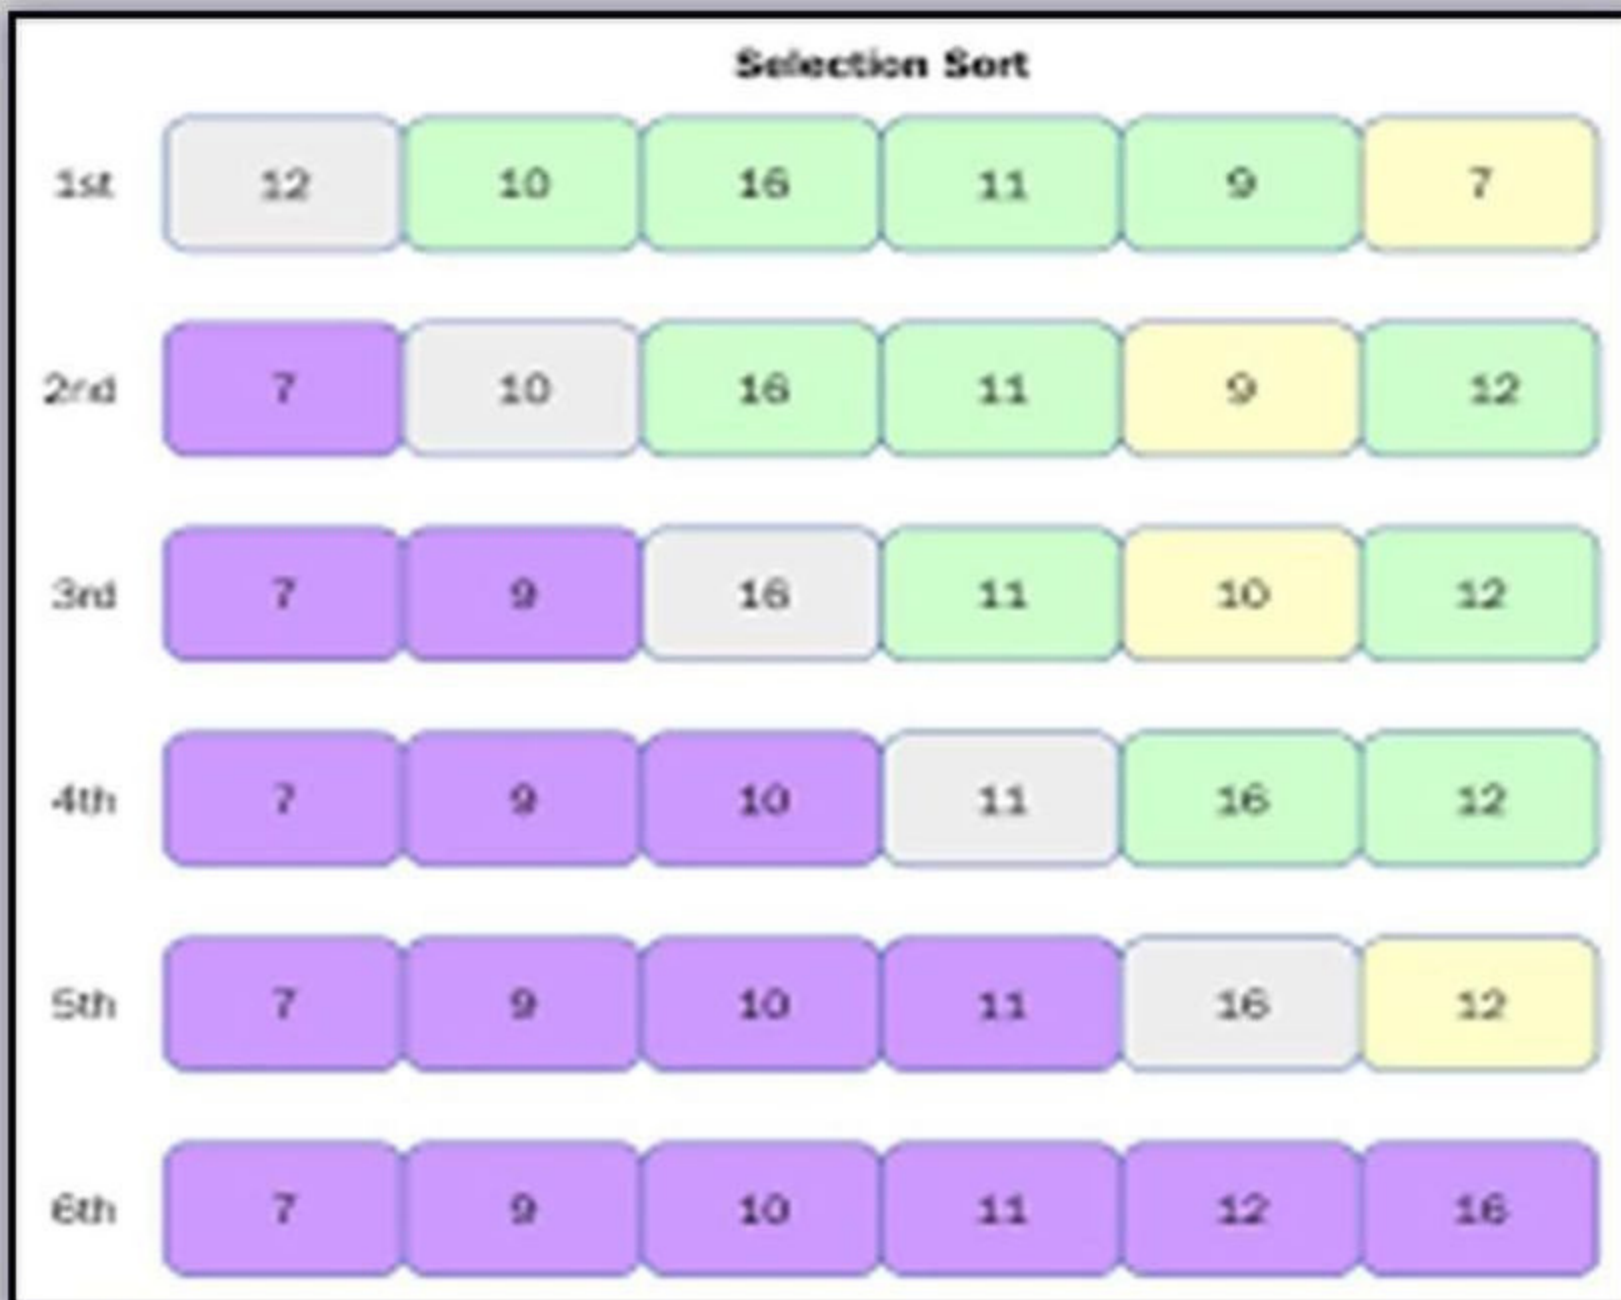 Selection Sort
1st 12 10 16 11 9 7
2nd 7 10 16 11 9 12
3rd 7 9 16 11 10 12
4th 7 9 10 11 16 12
5th 7 9 10 11 16 12
6th 7 9 10 11 12 16